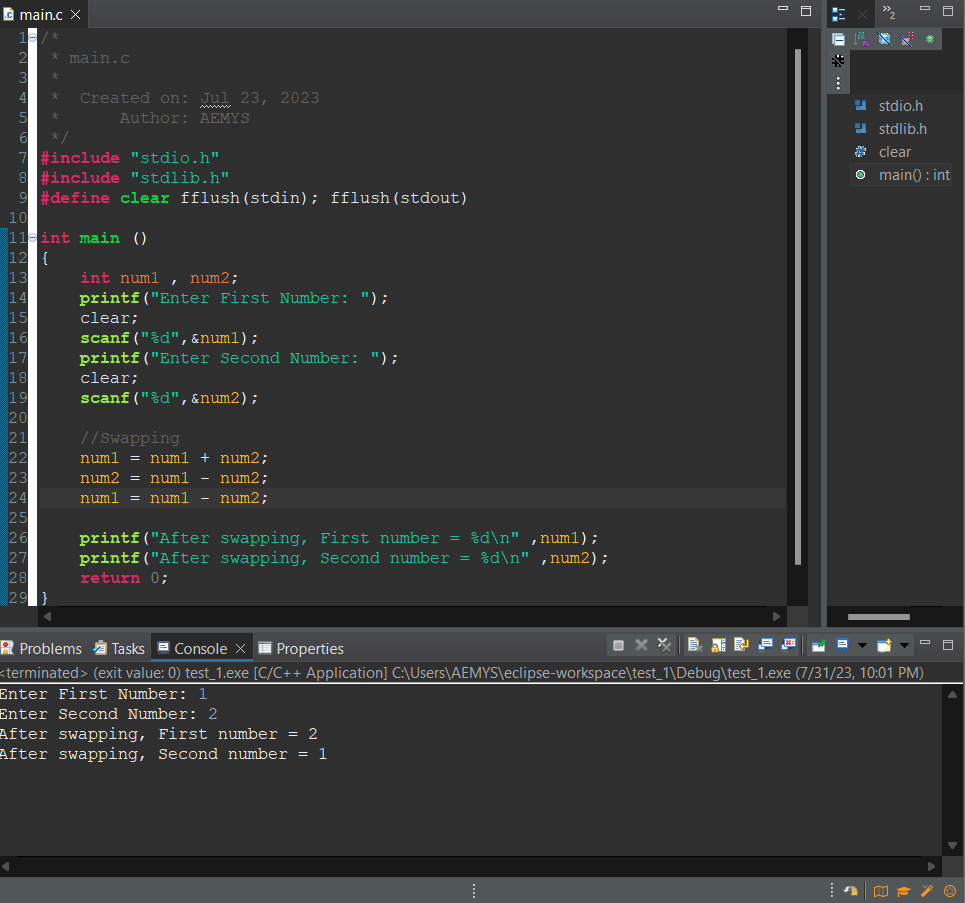 main.c
2
1 /*
2  * main.c
3  *
4  *  Created on: Jul 23, 2023
5  *      Author: AEMYS
6  */
7 #include "stdio.h"
8 #include "stdlib.h"
9 #define clear fflush(stdin); fflush(stdout)
10
11 int main ()
12 {
13     int num1 , num2;
14     printf("Enter First Number: ");
15     clear;
16     scanf("%d",&num1);
17     printf("Enter Second Number: ");
18     clear;
19     scanf("%d",&num2);
20
21     //Swapping
22     num1 = num1 + num2;
23     num2 = num1 - num2;
24     num1 = num1 - num2;
25
26     printf("After swapping, First number = %d\n" ,num1);
27     printf("After swapping, Second number = %d\n" ,num2);
28     return 0;
29 }
stdio.h
stdlib.h
clear
main() : int
Problems Tasks Console Properties
<terminated> (exit value: 0) test_1.exe [C/C++ Application] C:\Users\AEMYS\eclipse-workspace\test_1\Debug\test_1.exe (7/31/23, 10:01 PM)
Enter First Number: 1
Enter Second Number: 2
After swapping, First number = 2
After swapping, Second number = 1